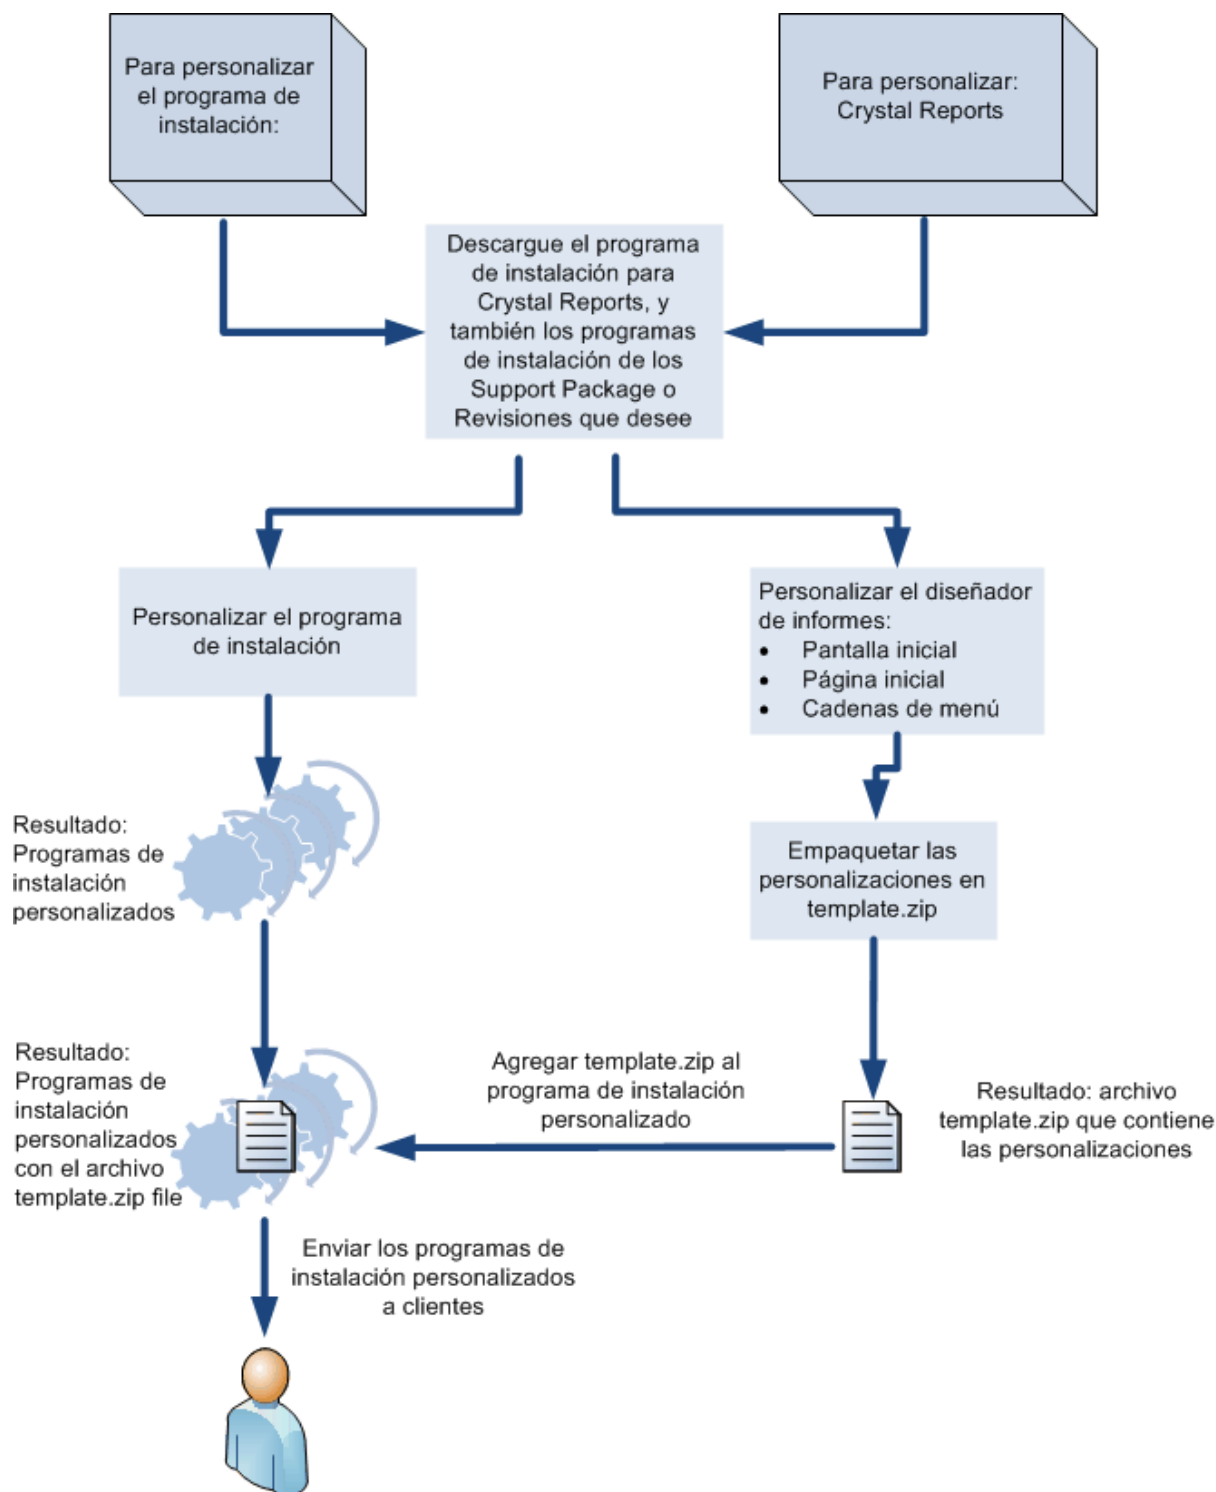 Para personalizar
el programa de
instalación:
Para personalizar:
Crystal Reports
Descargue el programa
de instalación para
Crystal Reports, y
también los programas
de instalación de los
Support Package o
Revisiones que desee
Personalizar el programa
de instalación
Personalizar el diseñador
de informes:
• Pantalla inicial
• Página inicial
• Cadenas de menú
Resultado:
Programas de
instalación
personalizados
Empaquetar las
personalizaciones en
template.zip
Resultado:
Programas de
instalación
personalizados
con el archivo
template.zip file
Agregar template.zip al
programa de instalación
personalizado
Resultado: archivo
template.zip que contiene
las personalizaciones
Enviar los programas de
instalación personalizados
a clientes